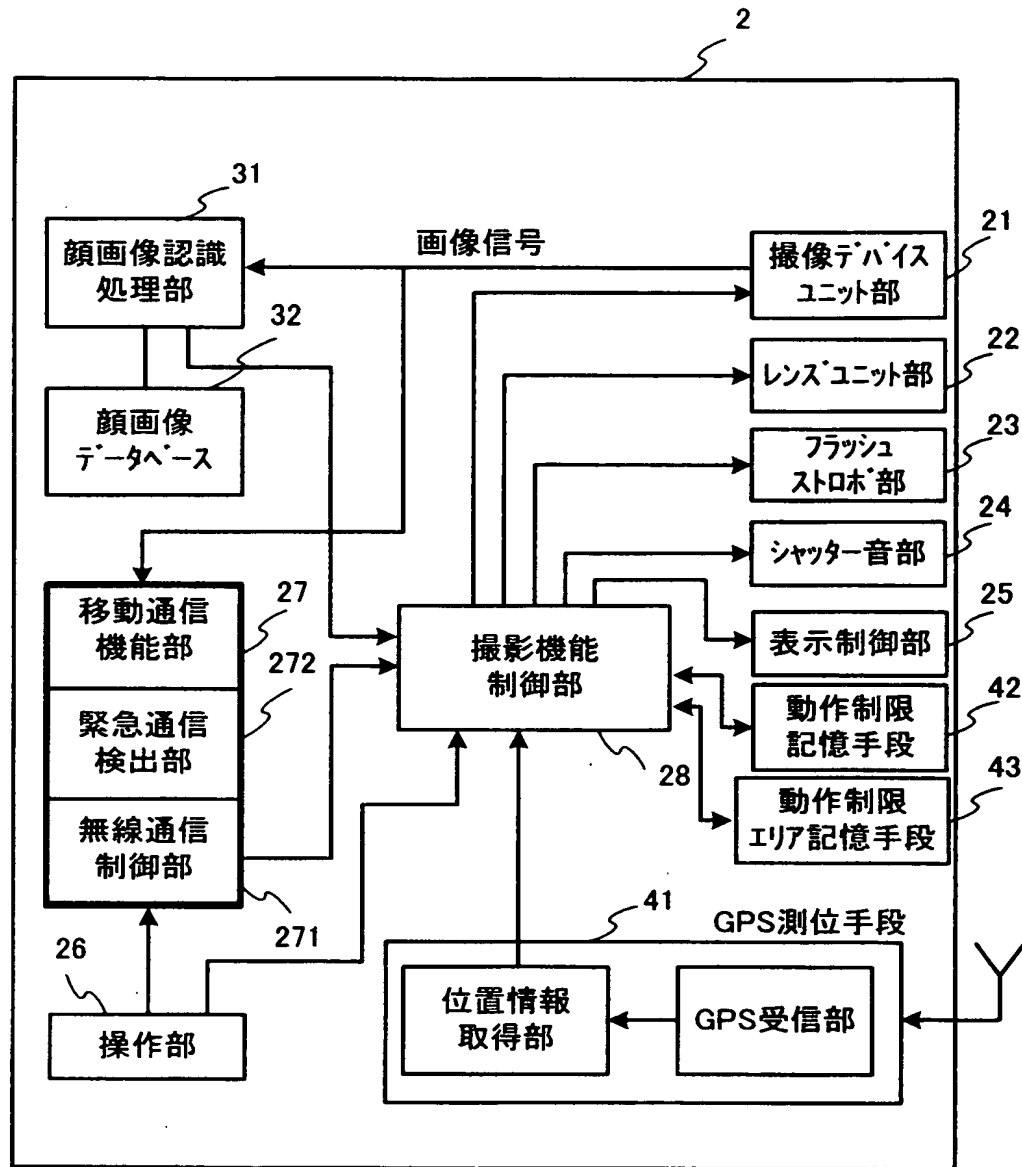 2
31
顔画像認識
処理部
画像信号
21
撮像デバイス
ユニット部
32
顔画像
データベース
22
レンズユニット部
23
フラッシュ
ストロボ部
24
シャッター音部
25
表示制御部
27
移動通信
機能部
272
緊急通信
検出部
無線通信
制御部
271
撮影機能
制御部
28
42
動作制限
記憶手段
43
動作制限
エリア記憶手段
26
操作部
41
GPS測位手段
位置情報
取得部
GPS受信部